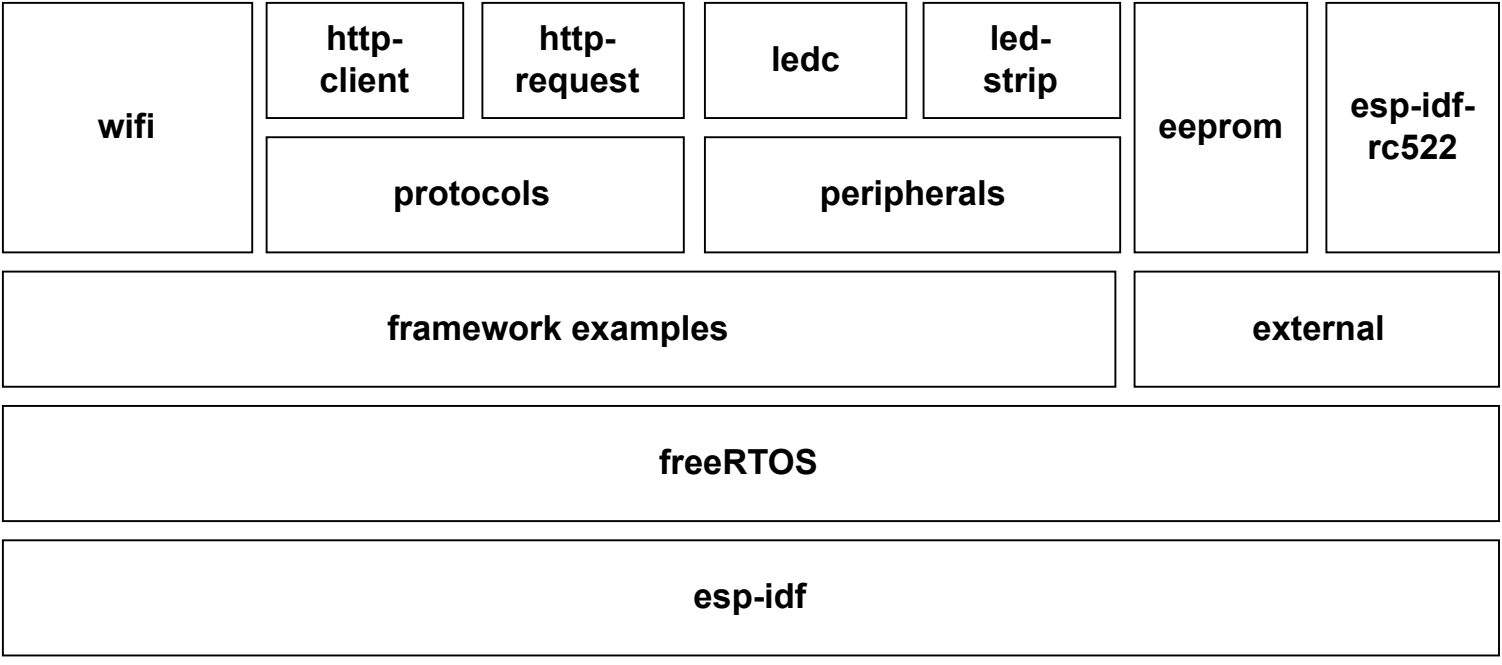 http-
client
http-
request
ledc
led-
strip
wifi
eeprom
esp-idf-
rc522
protocols
peripherals
framework examples
external
freeRTOS
esp-idf